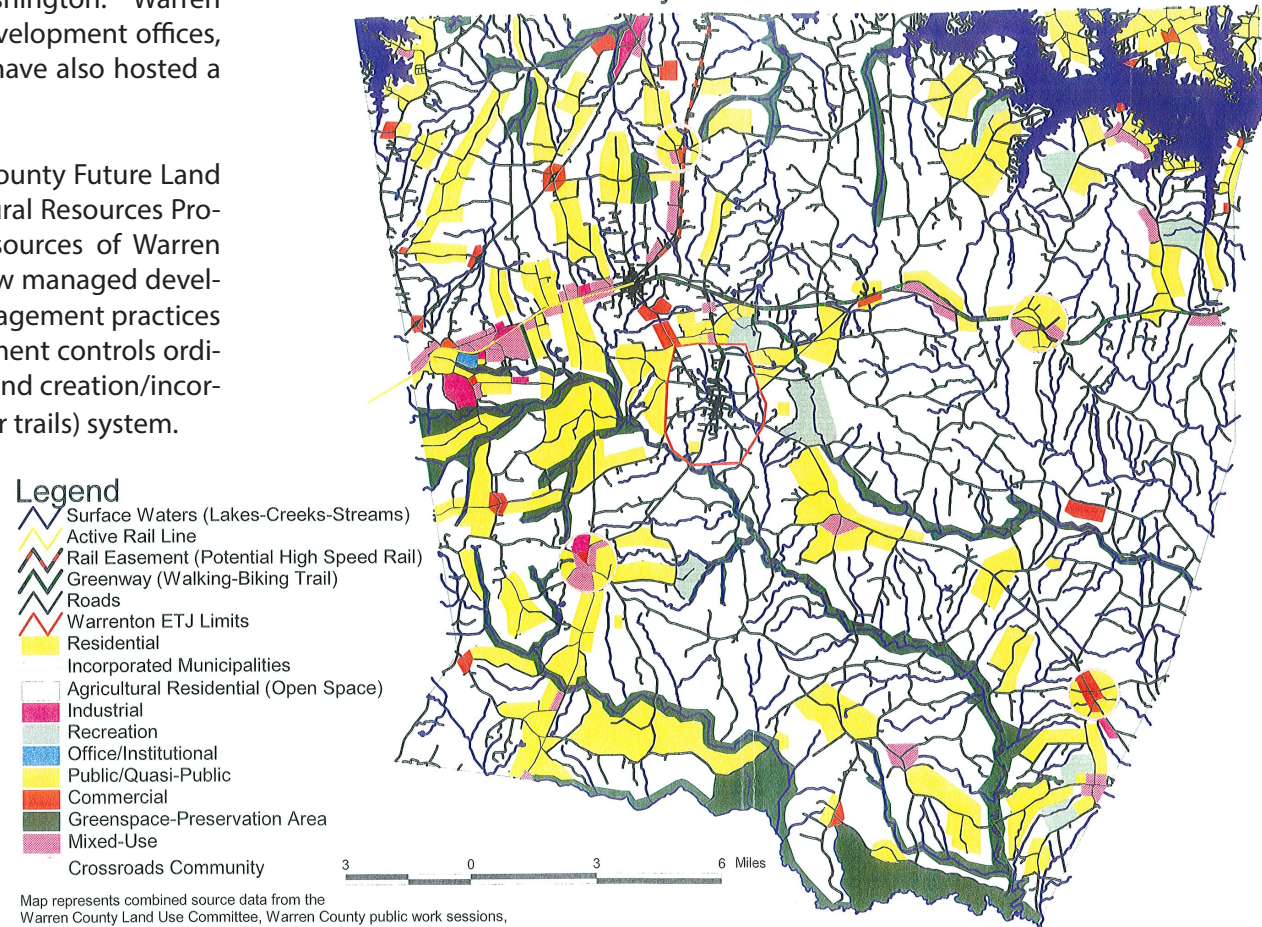 shington. Warren
velopment offices,
have also hosted a
ounty Future Land
ural Resources Pro-
sources of Warren
w managed devel-
agement practices
ment controls ordi-
nd creation/incor-
r trails) system.
Legend
Surface Waters (Lakes-Creeks-Streams)
Active Rail Line
Rail Easement (Potential High Speed Rail)
Greenway (Walking-Biking Trail)
Roads
Warrenton ETJ Limits
Residential
Incorporated Municipalities
Agricultural Residential (Open Space)
Industrial
Recreation
Office/Institutional
Public/Quasi-Public
Commercial
Greenspace-Preservation Area
Mixed-Use
Crossroads Community
3 0 3 6 Miles
Map represents combined source data from the
Warren County Land Use Committee, Warren County public work sessions,